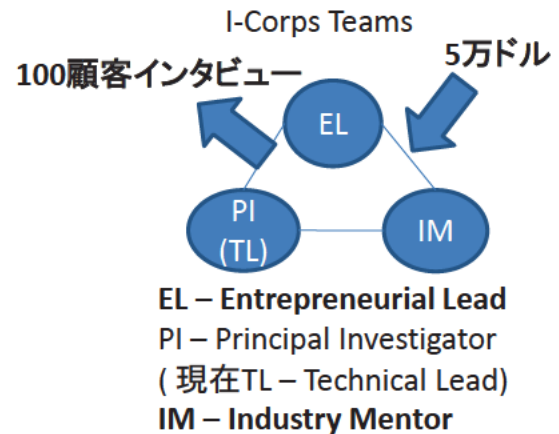 I-Corps Teams
5万ドル
100顧客インタビュー
EL
PI
(TL)
IM
EL – Entrepreneurial Lead
PI – Principal Investigator
( 現在TL – Technical Lead)
IM – Industry Mentor